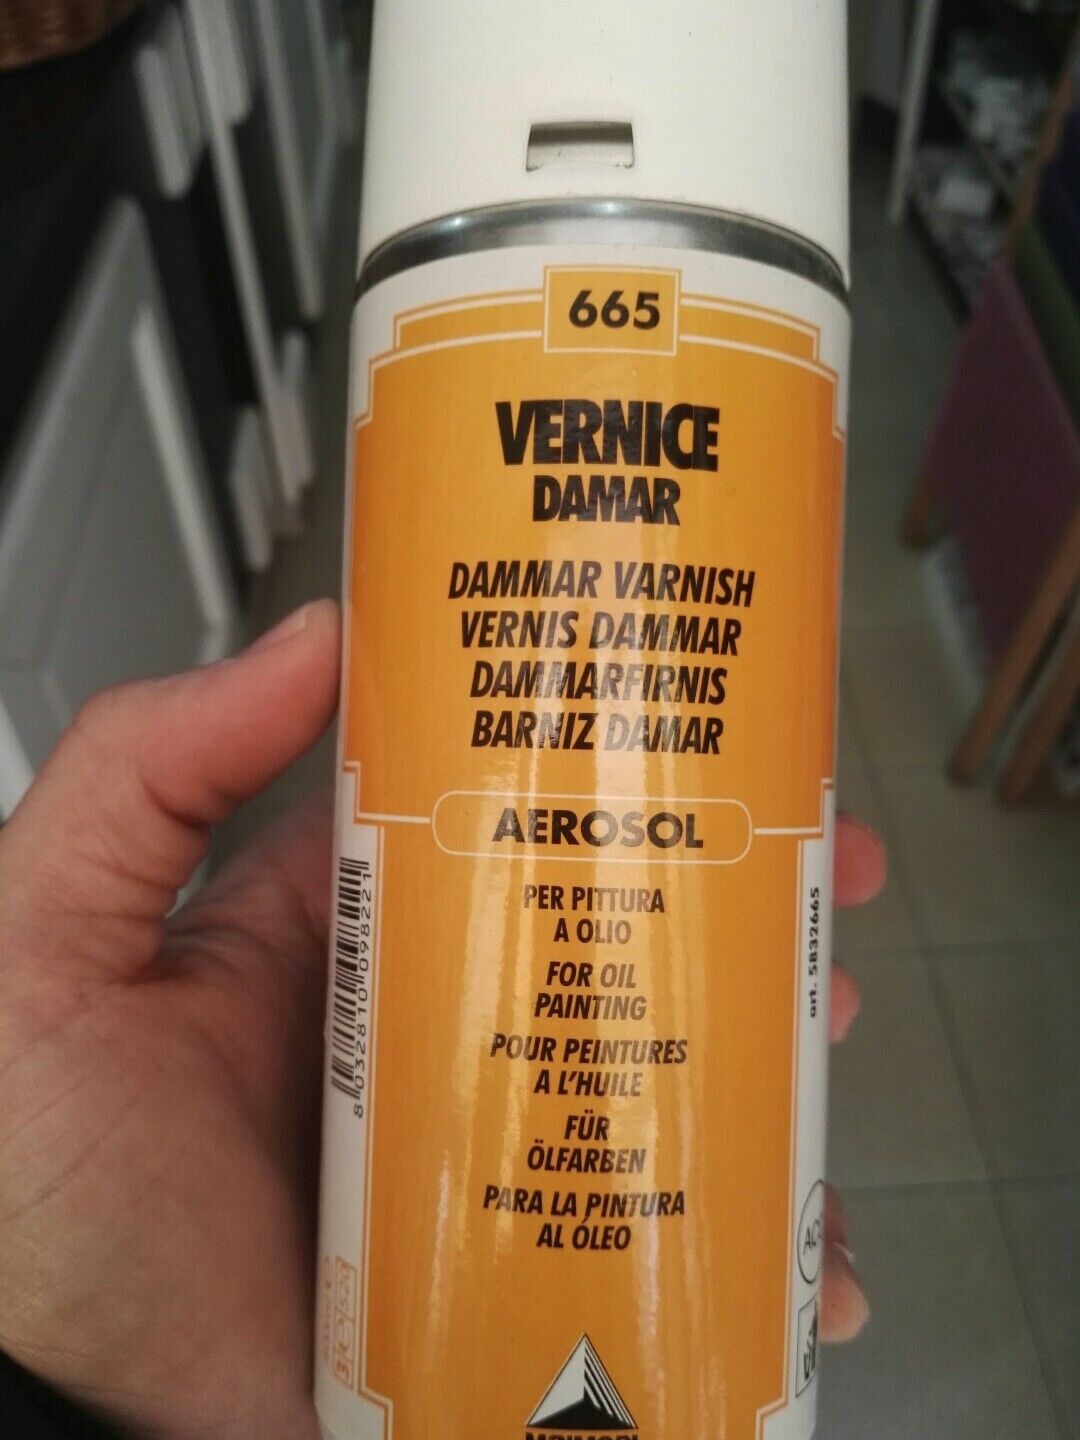 665
VERNICE
DAMAR
DAMMAR VARNISH
VERNIS DAMMAR
DAMMARFIRNIS
BARNIZ DAMAR
AEROSOL
PER PITTURA
A OLIO
FOR OIL
PAINTING
POUR PEINTURES
A L'HUILE
FÜR
ÖLFARBEN
PARA LA PINTURA
AL ÓLEO
8 032810 098221
art. 5832665